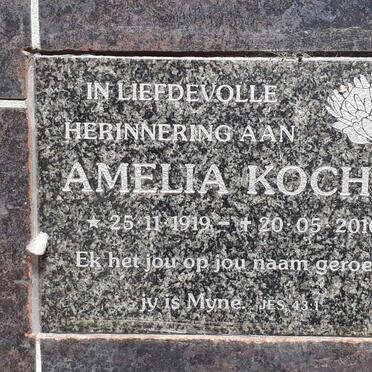 IN LIEFDEVOLLE
HERINNERING AAN
AMELIA KOCH
★ 25·11·1919 – ✝ 20·05·201
Ek het jou op jou naam geroe
jy is Myne. JES. 43:1